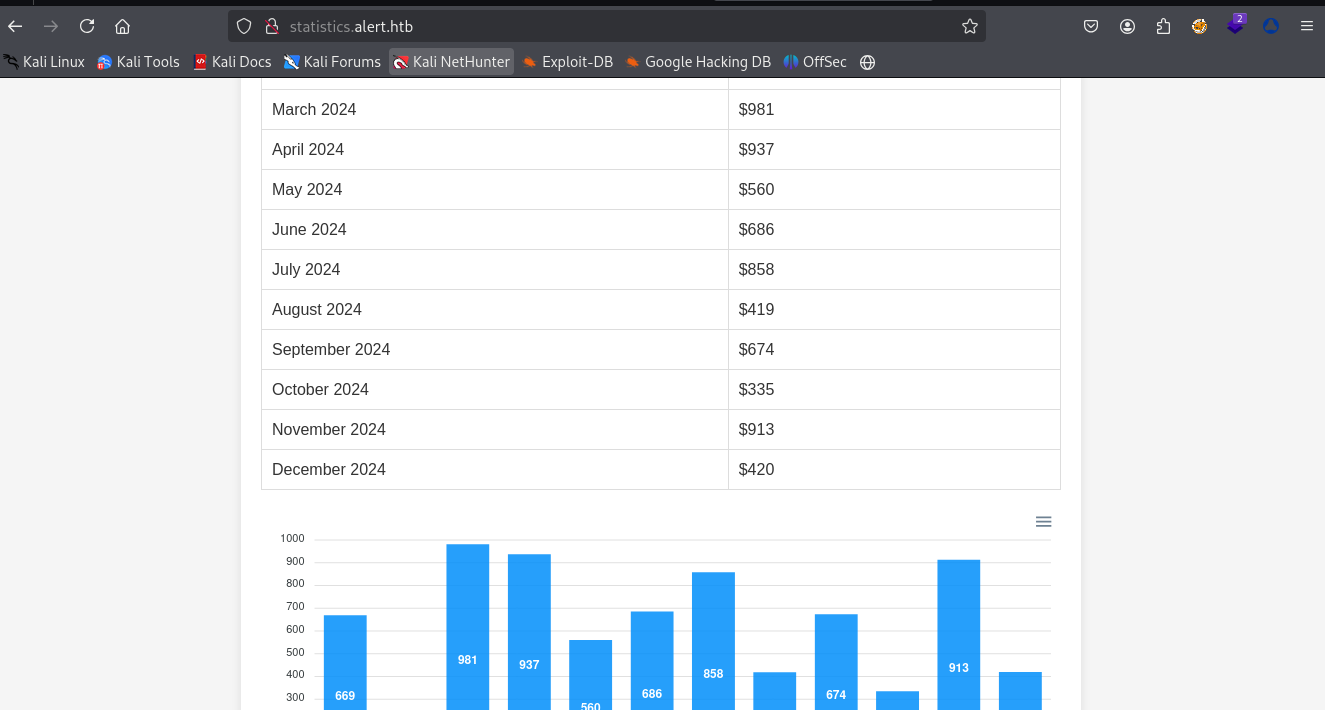 statistics.alert.htb
2
Kali Linux Kali Tools Kali Docs Kali Forums Kali NetHunter Exploit-DB Google Hacking DB OffSec
March 2024 $981
April 2024 $937
May 2024 $560
June 2024 $686
July 2024 $858
August 2024 $419
September 2024 $674
October 2024 $335
November 2024 $913
December 2024 $420
1000
900
800
700
600
500
400
300
981
937
913
858
686
674
669
560